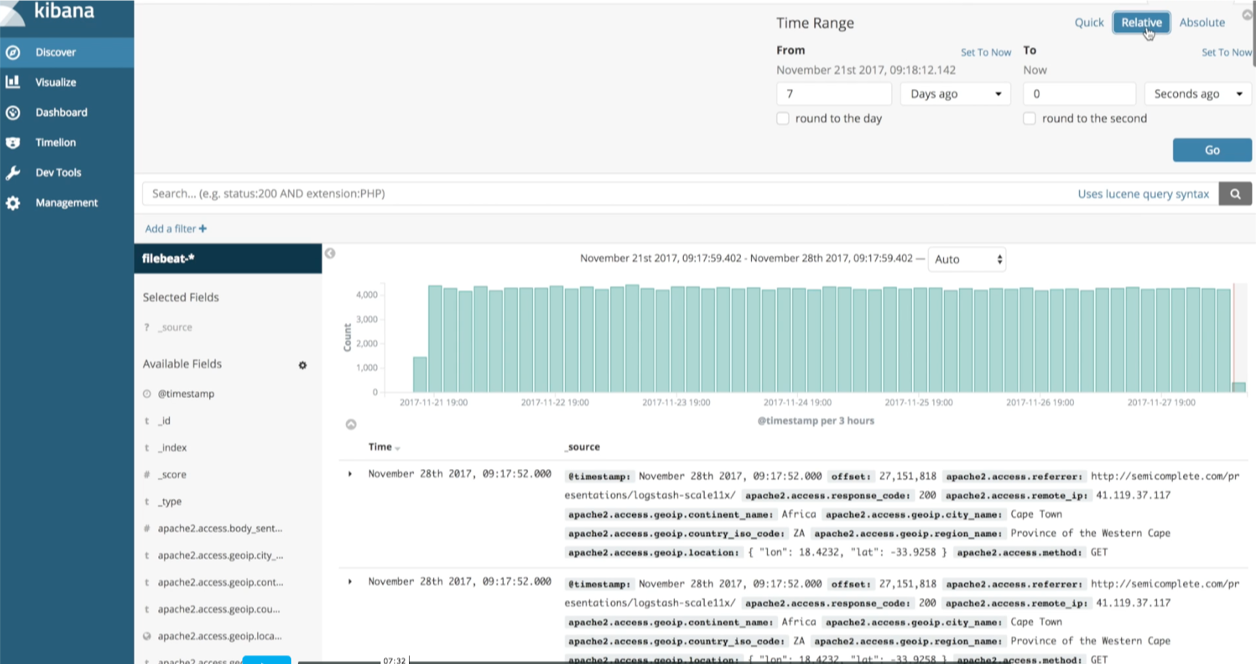 kibana
Discover
Visualize
Dashboard
Timelion
Dev Tools
Management
Time Range
Quick Relative Absolute
From Set To Now To Set To Now
November 21st 2017, 09:18:12.142 Now
7 Days ago 0 Seconds ago
round to the day round to the second
Go
Search... (e.g. status:200 AND extension:PHP) Uses lucene query syntax
Add a filter +
filebeat-*
Selected Fields
? _source
Available Fields
@timestamp
t _id
t _index
# _score
t _type
# apache2.access.body_sent...
t apache2.access.geoip.city_...
t apache2.access.geoip.cont...
t apache2.access.geoip.cou...
apache2.access.geoip.loca...
November 21st 2017, 09:17:59.402 - November 28th 2017, 09:17:59.402 — Auto
Count
4,000
3,000
2,000
1,000
0
2017-11-21 19:00 2017-11-22 19:00 2017-11-23 19:00 2017-11-24 19:00 2017-11-25 19:00 2017-11-26 19:00 2017-11-27 19:00
@timestamp per 3 hours
Time _source
November 28th 2017, 09:17:52.000 @timestamp: November 28th 2017, 09:17:52.000 offset: 27,151,818 apache2.access.referrer: http://semicomplete.com/pr
esentations/logstash-scale11x/ apache2.access.response_code: 200 apache2.access.remote_ip: 41.119.37.117
apache2.access.geoip.continent_name: Africa apache2.access.geoip.city_name: Cape Town
apache2.access.geoip.country_iso_code: ZA apache2.access.geoip.region_name: Province of the Western Cape
apache2.access.geoip.location: { "lon": 18.4232, "lat": -33.9258 } apache2.access.method: GET
November 28th 2017, 09:17:52.000 @timestamp: November 28th 2017, 09:17:52.000 offset: 27,151,818 apache2.access.referrer: http://semicomplete.com/pr
esentations/logstash-scale11x/ apache2.access.response_code: 200 apache2.access.remote_ip: 41.119.37.117
apache2.access.geoip.continent_name: Africa apache2.access.geoip.city_name: Cape Town
apache2.access.geoip.country_iso_code: ZA apache2.access.geoip.region_name: Province of the Western Cape
apache2.access.geoip.location: { "lon": 18.4232, "lat": -33.9258 } apache2.access.method: GET
07:32